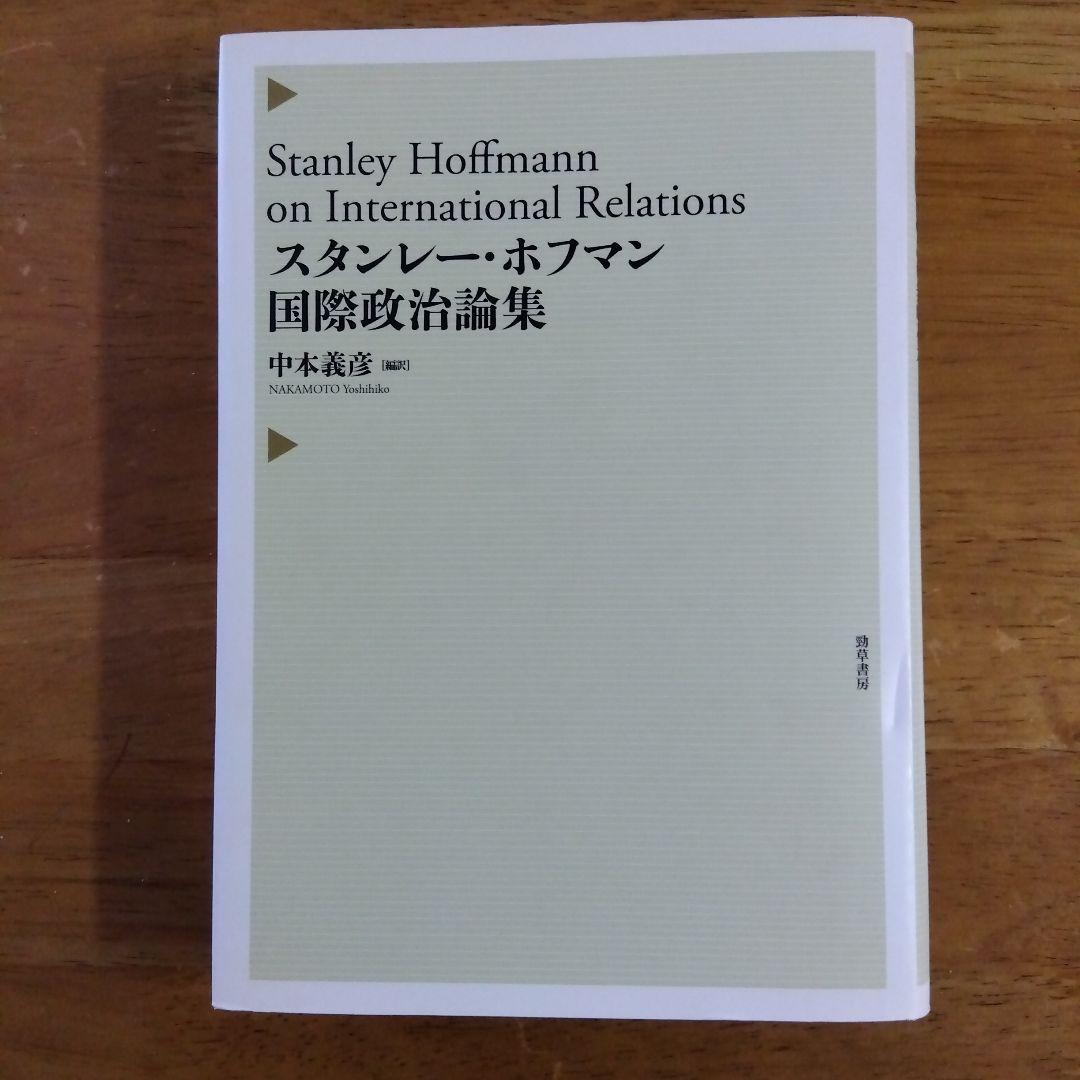 Stanley Hoffmann
on International Relations
スタンレー・ホフマン
国際政治論集
中本義彦 [編訳]
NAKAMOTO Yoshihiko
勁草書房